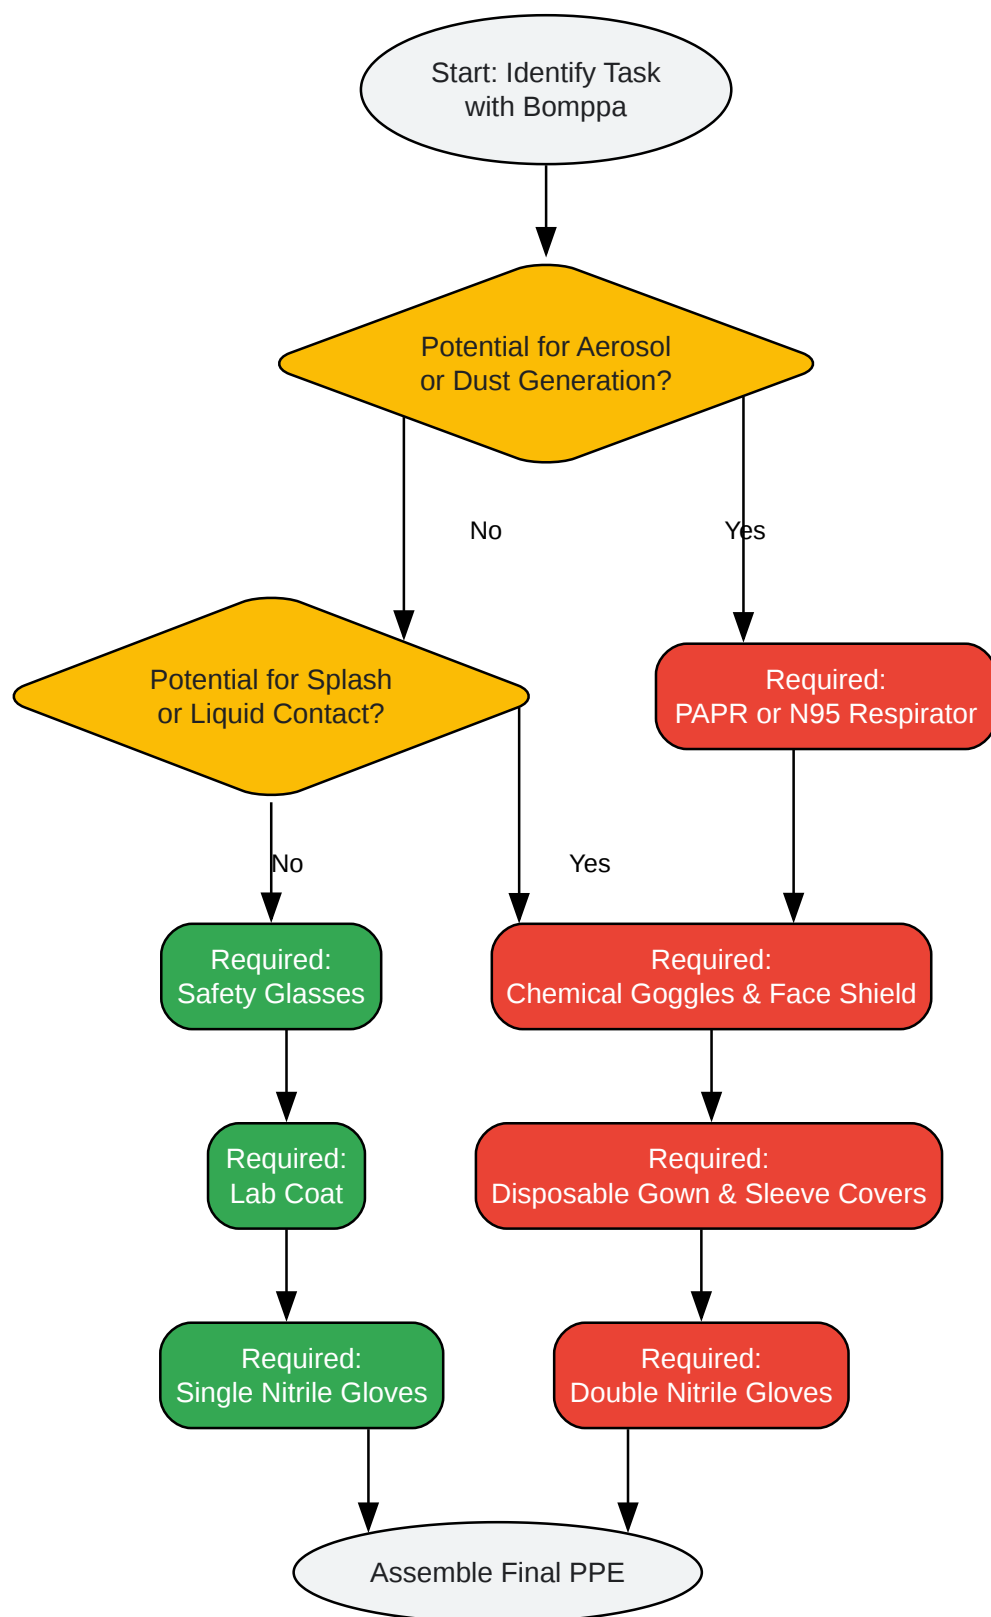 Start: Identify Task
with Bomppa
Potential for Aerosol
or Dust Generation?
No
Yes
Potential for Splash
or Liquid Contact?
Required:
PAPR or N95 Respirator
No
Yes
Required:
Safety Glasses
Required:
Chemical Goggles & Face Shield
Required:
Lab Coat
Required:
Disposable Gown & Sleeve Covers
Required:
Single Nitrile Gloves
Required:
Double Nitrile Gloves
Assemble Final PPE